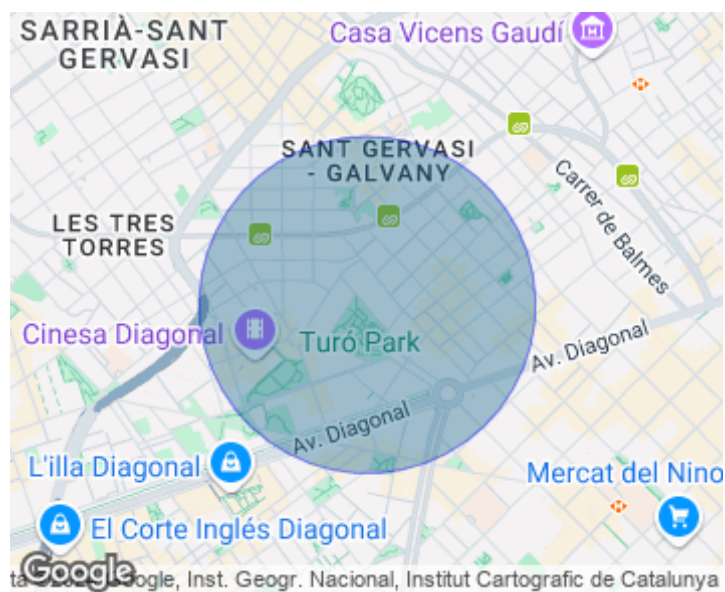 SARRIÀ-SANT
GERVASI
Casa Vicens Gaudí
SANT GERVASI
- GALVANY
Carrer de Balmes
LES TRES
TORRES
Cinesa Diagonal
Turó Park
Av. Diagonal
Av. Diagonal
L'illa Diagonal
Mercat del Nino
El Corte Inglés Diagonal
Google
Google, Inst. Geogr. Nacional, Institut Cartografic de Catalunya